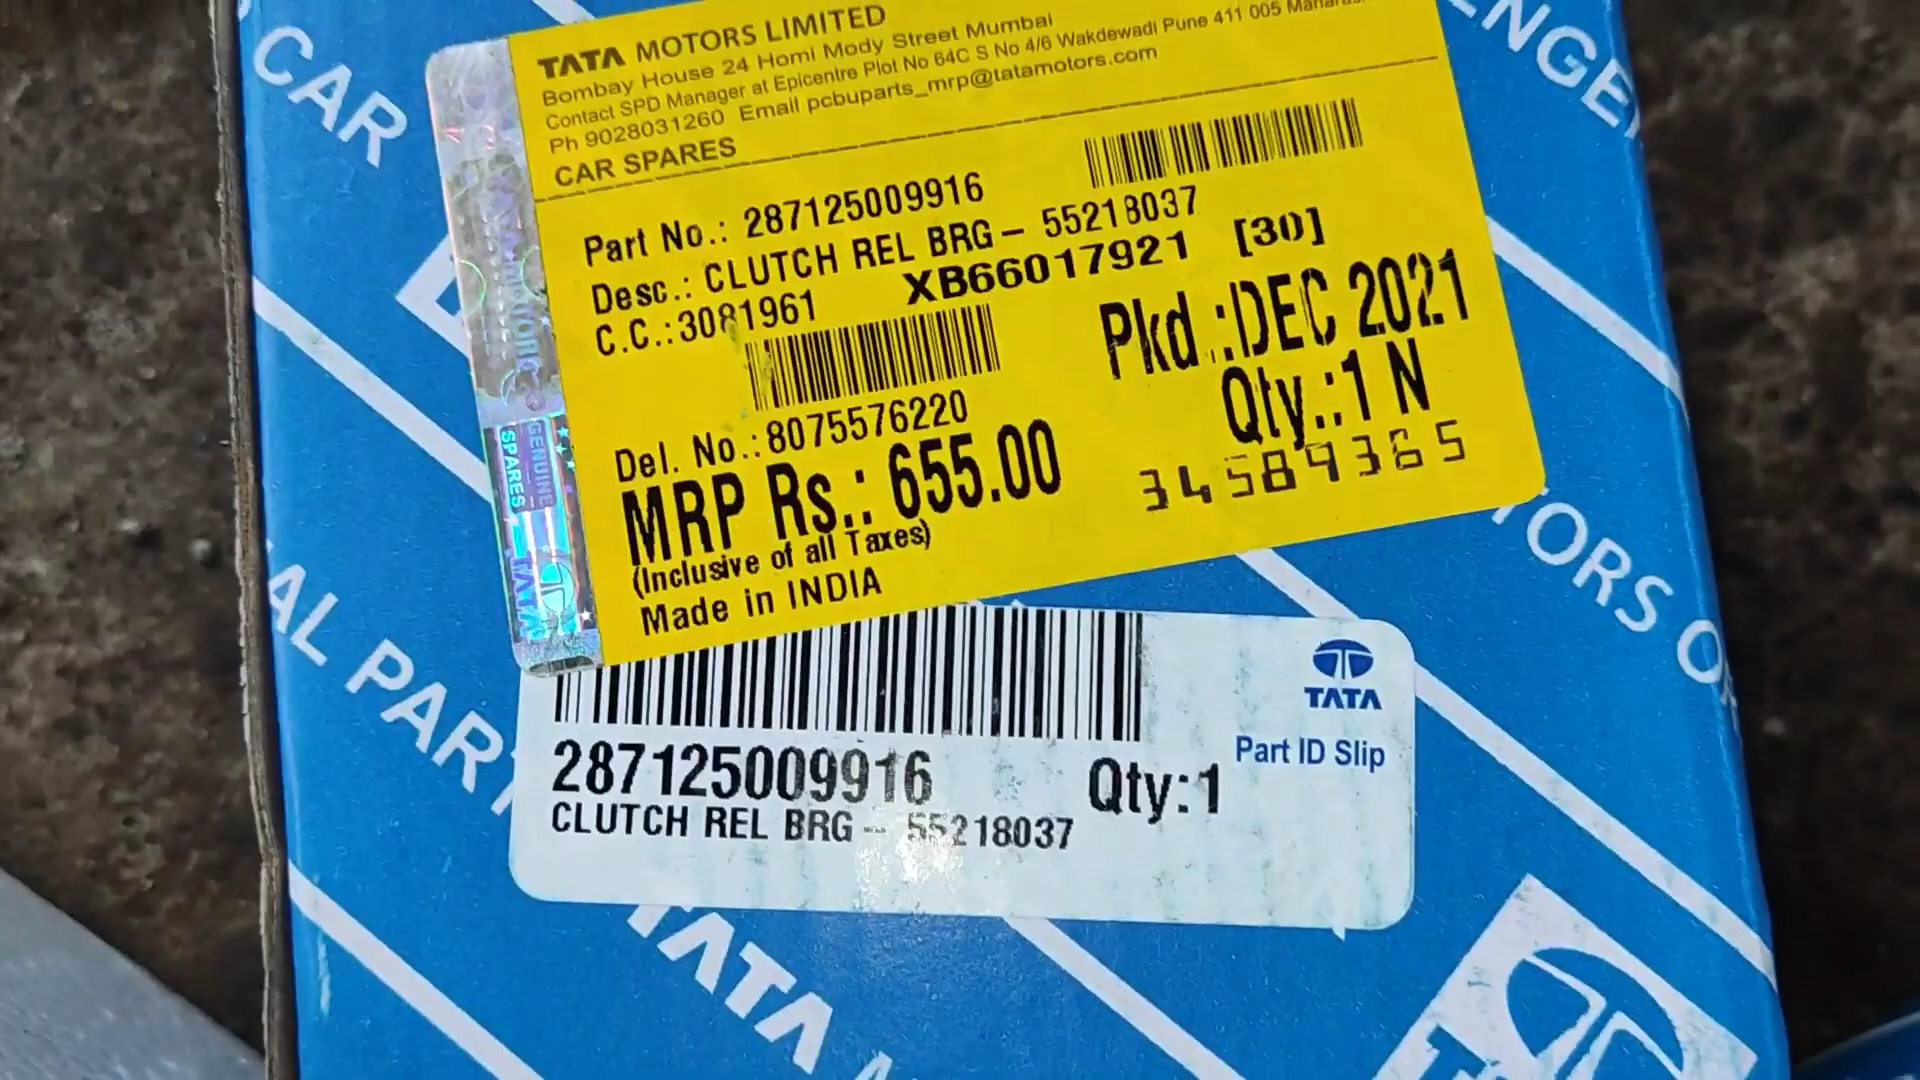 TATA MOTORS LIMITED
Bombay House 24 Homi Mody Street Mumbai
Contact SPD Manager at Epicentre Plot No 64C S No 4/6 Wakdewadi Pune 411 005
Ph 9028031260 Email pcbuparts_mrp@tatamotors.com
CAR SPARES
Part No.: 287125009916
Desc.: CLUTCH REL BRG - 55218037
C.C.:3081961 XB66017921 [30]
Pkd.:DEC 2021
Del. No.:8075576220
Qty.:1 N
MRP Rs.: 655.00
34589365
(Inclusive of all Taxes)
Made in INDIA
GENUINE
SPARES
TATA
TATA
Part ID Slip
287125009916 Qty:1
CLUTCH REL BRG - 55218037
CAR
TATA